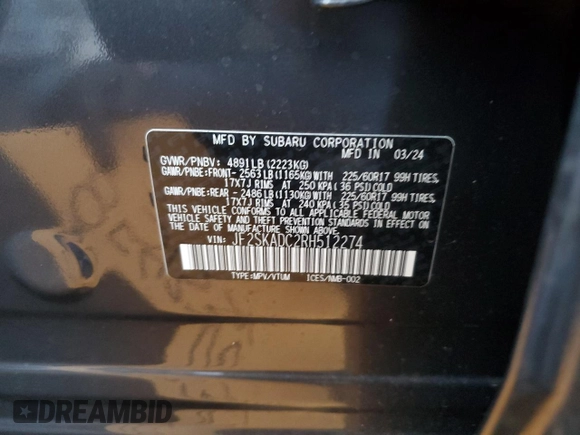 MFD BY SUBARU CORPORATION
03/24
GVWR/PNBV: 4891LB(2223KG)
GAWR/PNBE:FRONT- 2563LB(1165KG)WITH 225/60R17 99H TIRES,
17X7J RIMS AT 250 KPA(36 PSI)COLD
GAWR/PNBE:REAR - 2486LB(1130KG)WITH 225/60R17 99H TIRES,
17X7J RIMS AT 240 KPA(35 PSI)COLD
THIS VEHICLE CONFORMS TO ALL APPLICABLE FEDERAL MOTOR
VEHICLE SAFETY AND THEFT PREVENTION STANDARDS IN EFFECT ON
THE DATE OF MANUFACTURE SHOWN ABOVE.
VIN: JF2SKADC2RH512274
TYPE:MPV/VTUM ICES/NMB-002
DREAMBID